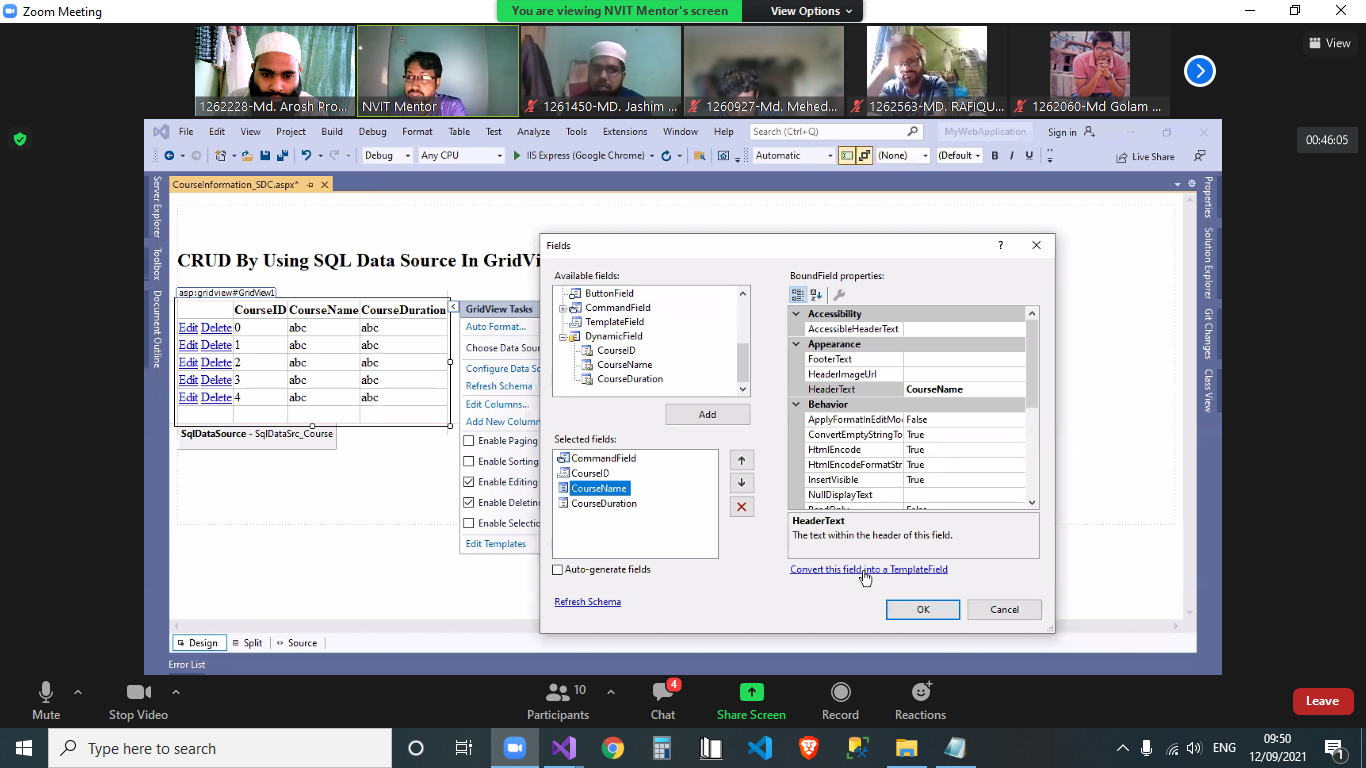 Zoom Meeting
You are viewing NVIT Mentor's screen
View Options
View
1262228-Md. Arosh Pro...
NVIT Mentor
1261450-MD. Jashim ...
1260927-Md. Mehed...
1262563-MD. RAFIQU...
1262060-Md Golam ...
00:46:05
File Edit View Project Build Debug Format Table Test Analyze Tools Extensions Window Help Search (Ctrl+Q) MyWebApplication Sign in
Debug Any CPU IIS Express (Google Chrome) Automatic (None) (Default) B I U Live Share
Server Explorer
Toolbox
Document Outline
CourseInformation_SDC.aspx*
CRUD By Using SQL Data Source In GridVi
asp:gridview#GridView1
CourseID CourseName CourseDuration
Edit Delete 0 abc abc
Edit Delete 1 abc abc
Edit Delete 2 abc abc
Edit Delete 3 abc abc
Edit Delete 4 abc abc
SqlDataSource - SqlDataSrc_Course
GridView Tasks
Auto Format...
Choose Data Sour
Configure Data So
Refresh Schema
Edit Columns...
Add New Column
Enable Paging
Enable Sorting
Enable Editing
Enable Deletin
Enable Selectio
Edit Templates
Fields
?
Available fields:
ButtonField
CommandField
TemplateField
DynamicField
CourseID
CourseName
CourseDuration
Add
Selected fields:
CommandField
CourseID
CourseName
CourseDuration
Auto-generate fields
Refresh Schema
BoundField properties:
Accessibility
AccessibleHeaderText
Appearance
FooterText
HeaderImageUrl
HeaderText CourseName
Behavior
ApplyFormatInEditMo False
ConvertEmptyStringTo True
HtmlEncode True
HtmlEncodeFormatStr True
InsertVisible True
NullDisplayText
ReadOnly False
HeaderText
The text within the header of this field.
Convert this field into a TemplateField
OK
Cancel
Properties
Solution Explorer
Git Changes
Class View
Design Split Source
Error List
Mute
Stop Video
10
Participants
4
Chat
Share Screen
Record
Reactions
Leave
Type here to search
ENG
09:50
12/09/2021
1